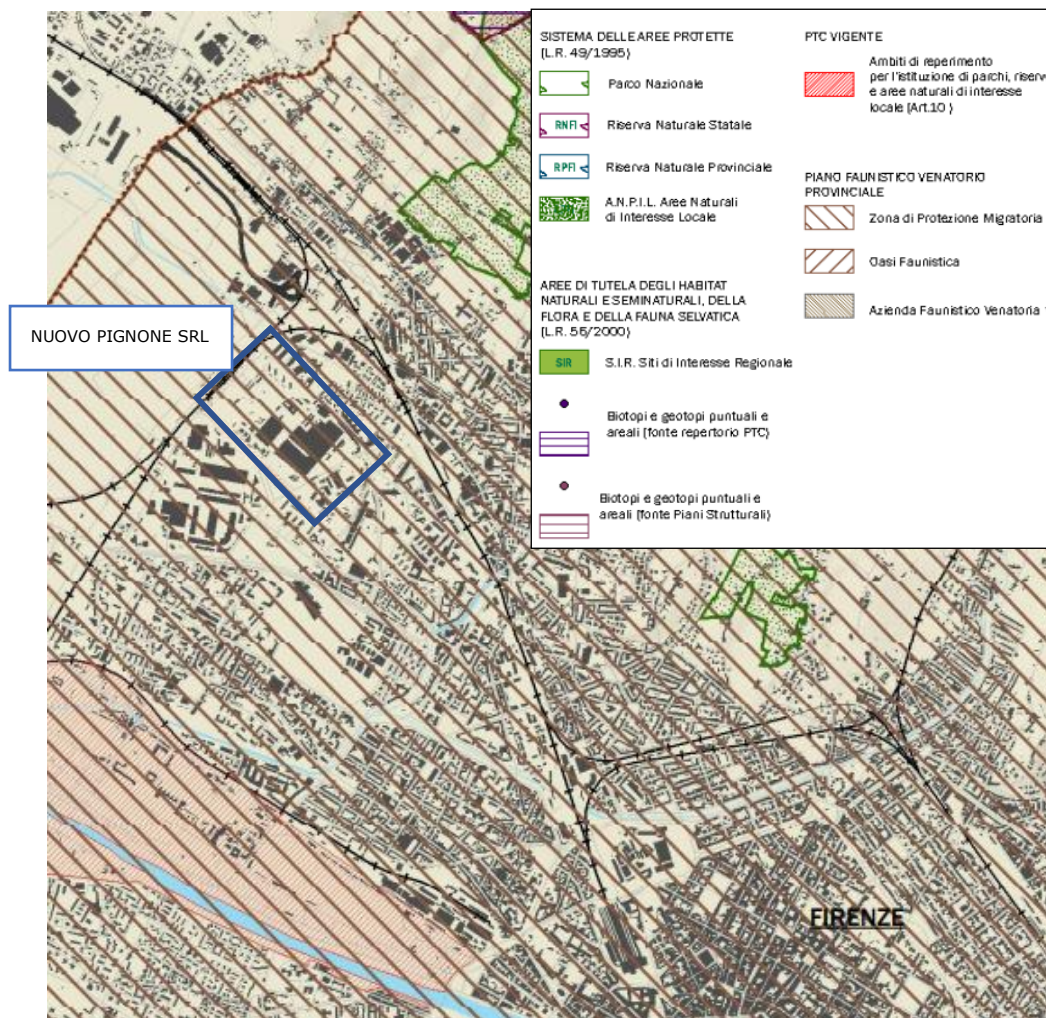 NUOVO PIGNONE SRL
SISTEMA DELLE AREE PROTETTE
(L.R. 49/1995)
Parco Nazionale
RNFI
Riserva Naturale Statale
RPFI
Riserva Naturale Provinciale
A.N.P.I.L. Aree Naturali
di Interesse Locale
AREE DI TUTELA DEGLI HABITAT
NATURALI E SEMINATURALI, DELLA
FLORA E DELLA FAUNA SELVATICA
(L.R. 56/2000)
SIR
S.I.R. Siti di Interesse Regionale
Biotopi e geotopi puntuali e
areali (fonte repertorio PTC)
Biotopi e geotopi puntuali e
areali (fonte Piani Strutturali)
PTC VIGENTE
Ambiti di reperimento
per l'istituzione di parchi, riserve
e aree naturali di interesse
locale (Art.10 )
PIANO FAUNISTICO VENATORIO
PROVINCIALE
Zona di Protezione Migratoria
Oasi Faunistica
Azienda Faunistico Venatoria
FIRENZE